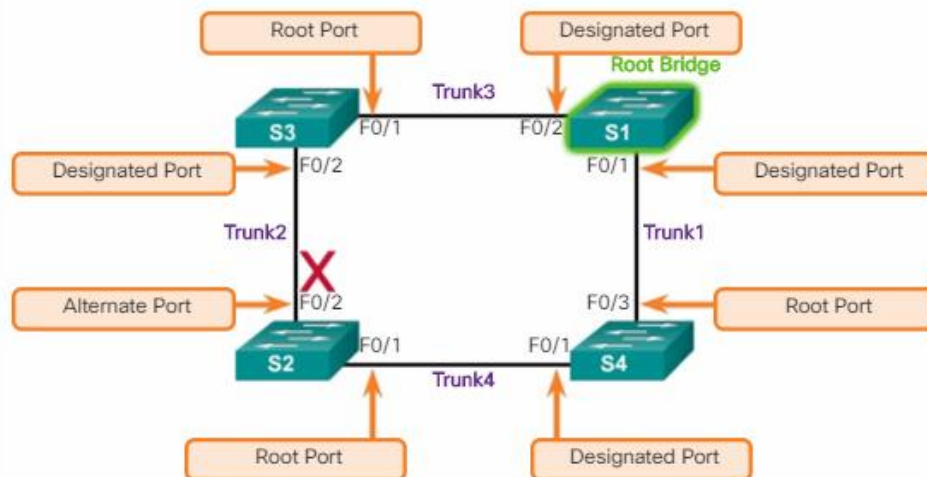 Root Port
Designated Port
Root Bridge
Trunk3
S3
F0/1
F0/2
S1
Designated Port
F0/2
F0/1
Designated Port
Trunk2
Trunk1
X
Alternate Port
F0/2
F0/3
Root Port
S2
F0/1
F0/1
S4
Trunk4
Root Port
Designated Port